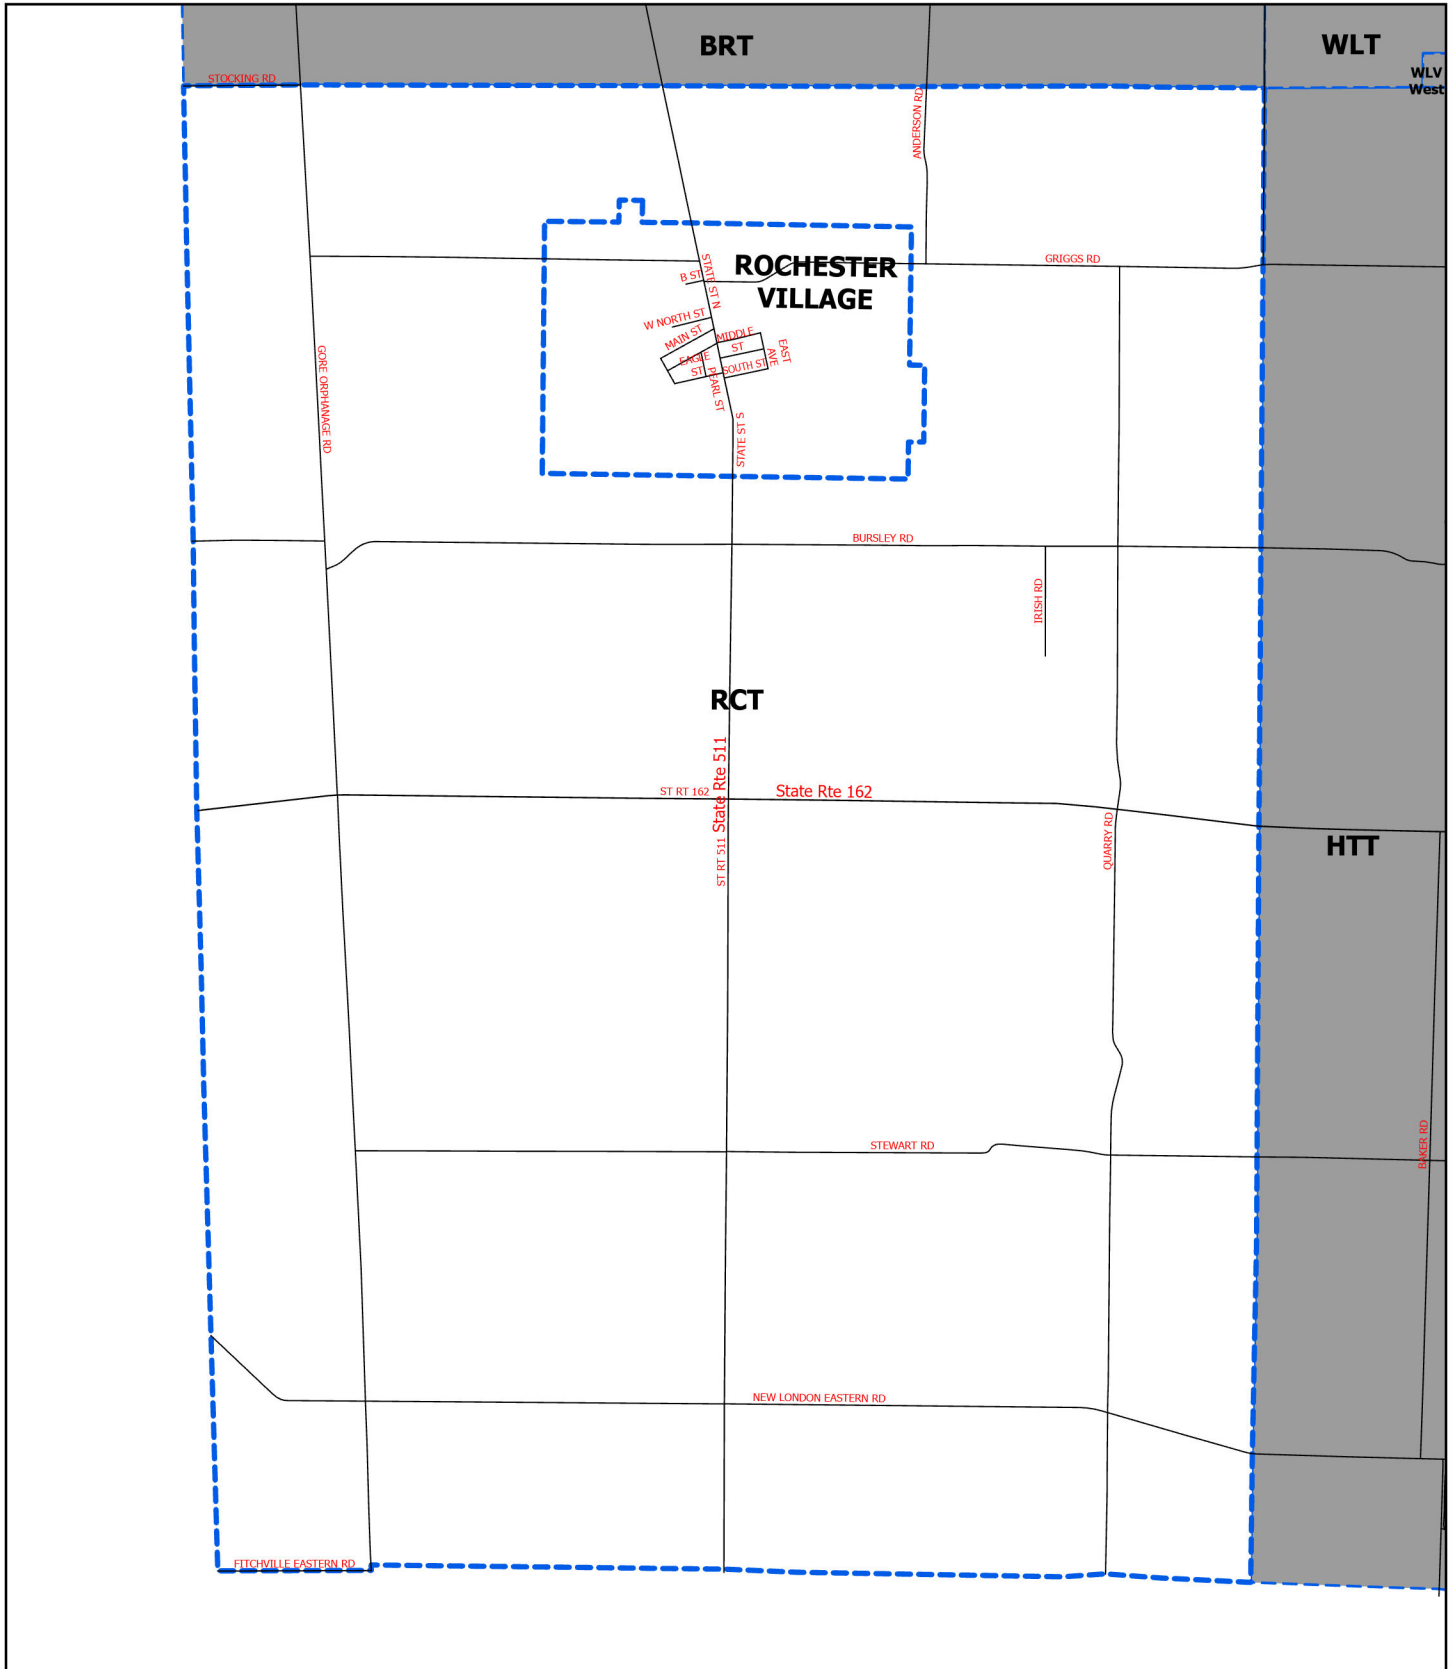 BRT
WLT
WLV
West
STOCKING RD
ANDERSON RD
ROCHESTER
VILLAGE
GRIGGS RD
STATE ST N
B ST
W NORTH ST
MAIN ST
MIDDLE
ST
EAST
AVE
EAGLE
ST
SOUTH ST
PEARL ST
GORE ORPHANAGE RD
STATE ST S
BURSLEY RD
IRISH RD
RCT
State Rte 511
ST RT 162
State Rte 162
ST RT 511
QUARRY RD
HTT
STEWART RD
BAKER RD
NEW LONDON EASTERN RD
FITCHVILLE EASTERN RD